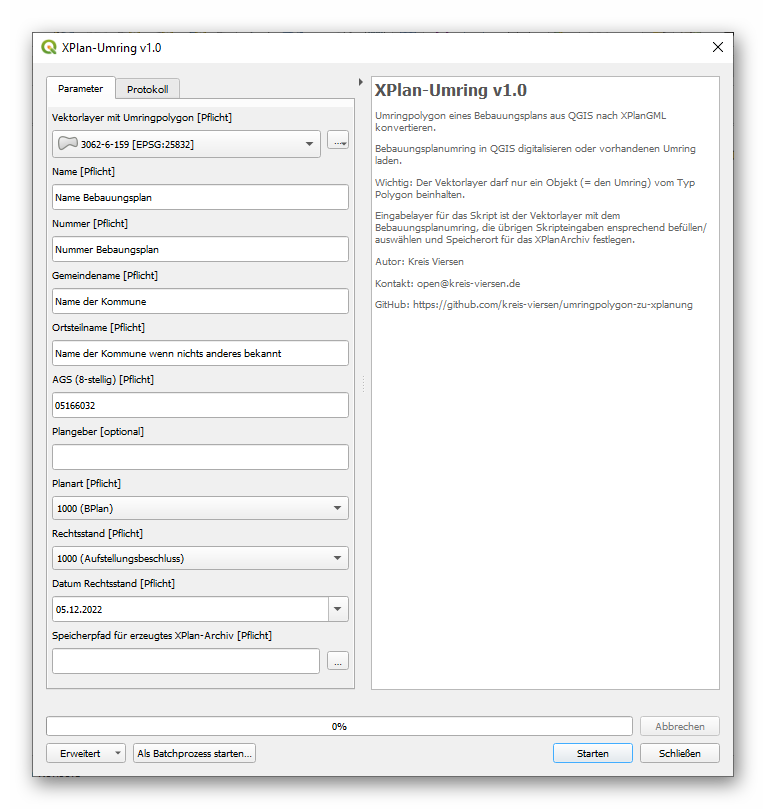 XPlan-Umring v1.0
Parameter
Protokoll
Vektorlayer mit Umringpolygon [Pflicht]
3062-6-159 [EPSG:25832]
...
Name [Pflicht]
Name Bebauungsplan
Nummer [Pflicht]
Nummer Bebaungsplan
Gemeindename [Pflicht]
Name der Kommune
Ortsteilname [Pflicht]
Name der Kommune wenn nichts anderes bekannt
AGS (8-stellig) [Pflicht]
05166032
Plangeber [optional]
Planart [Pflicht]
1000 (BPlan)
Rechtsstand [Pflicht]
1000 (Aufstellungsbeschluss)
Datum Rechtsstand [Pflicht]
05.12.2022
Speicherpfad für erzeugtes XPlan-Archiv [Pflicht]
...
XPlan-Umring v1.0
Umringpolygon eines Bebauungsplans aus QGIS nach XPlanGML
konvertieren.
Bebauungsplanumring in QGIS digitalisieren oder vorhandenen Umring
laden.
Wichtig: Der Vektorlayer darf nur ein Objekt (= den Umring) vom Typ
Polygon beinhalten.
Eingabelayer für das Skript ist der Vektorlayer mit dem
Bebauungsplanumring, die übrigen Skripteingaben ensprechend befüllen/
auswählen und Speicherort für das XPlanArchiv festlegen.
Autor: Kreis Viersen
Kontakt: open@kreis-viersen.de
GitHub: https://github.com/kreis-viersen/umringpolygon-zu-xplanung
0%
Abbrechen
Erweitert
Als Batchprozess starten...
Starten
Schließen